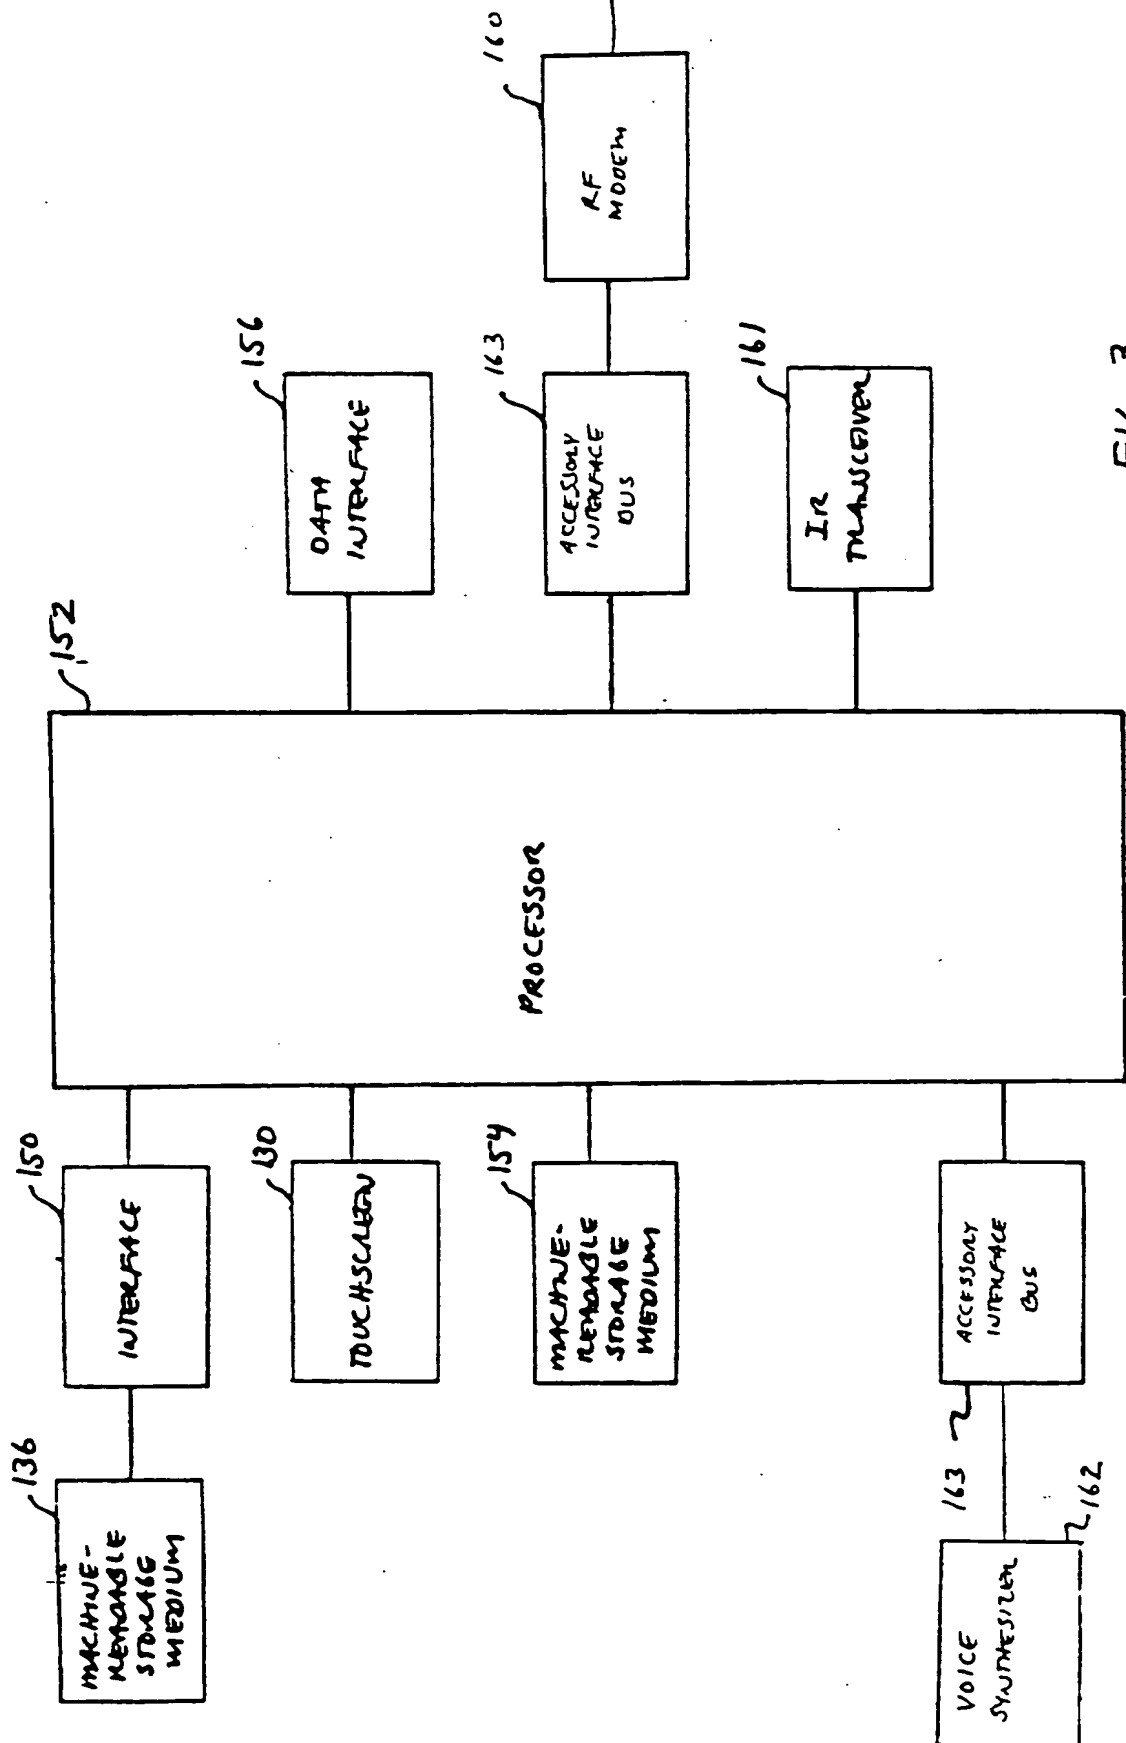 136
MACHINE-
READABLE
STORAGE
MEDIUM
150
INTERFACE
130
TOUCHSCREEN
154
MACHINE-
READABLE
STORAGE
MEDIUM
163
ACCESSORY
INTERFACE
BUS
VOICE
SYNTHESIZER
162
152
PROCESSOR
156
DATA
INTERFACE
163
ACCESSORY
INTERFACE
BUS
160
RF
MODEM
161
IR
TRANSCEIVER